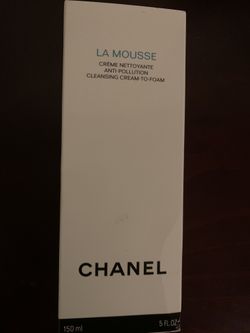 LA MOUSSE
CRÈME NETTOYANTE
ANTI-POLLUTION
CLEANSING CREAM-TO-FOAM
CHANEL
150 ml 5 FL.OZ.